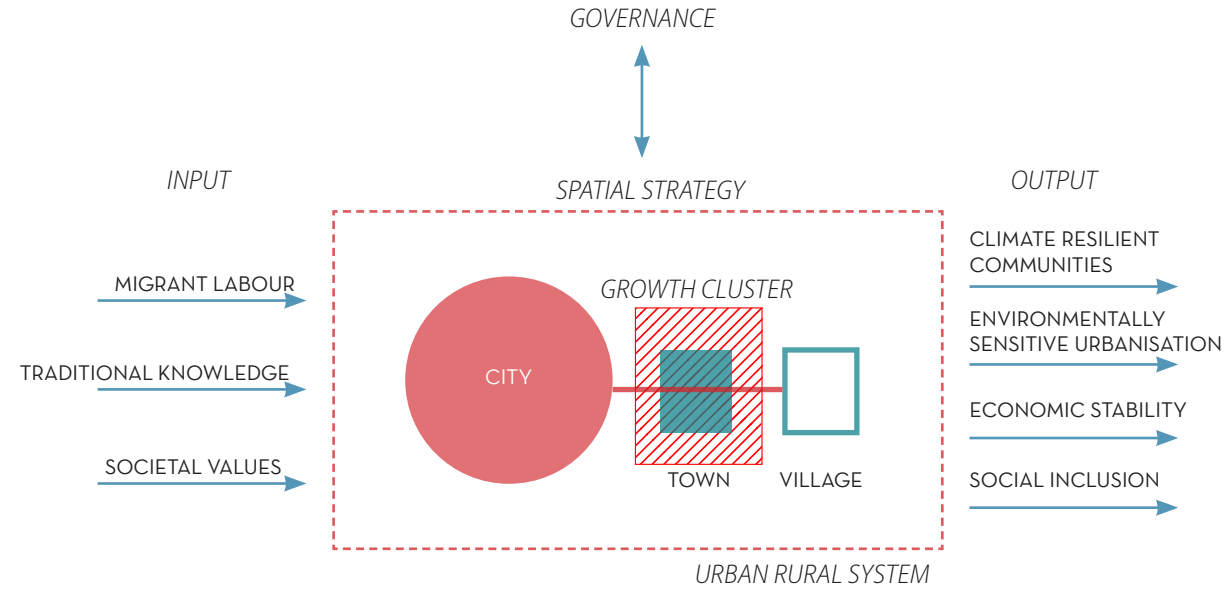 GOVERNANCE
INPUT
SPATIAL STRATEGY
OUTPUT
MIGRANT LABOUR
TRADITIONAL KNOWLEDGE
SOCIETAL VALUES
GROWTH CLUSTER
CITY
TOWN
VILLAGE
CLIMATE RESILIENT
COMMUNITIES
ENVIRONMENTALLY
SENSITIVE URBANISATION
ECONOMIC STABILITY
SOCIAL INCLUSION
URBAN RURAL SYSTEM